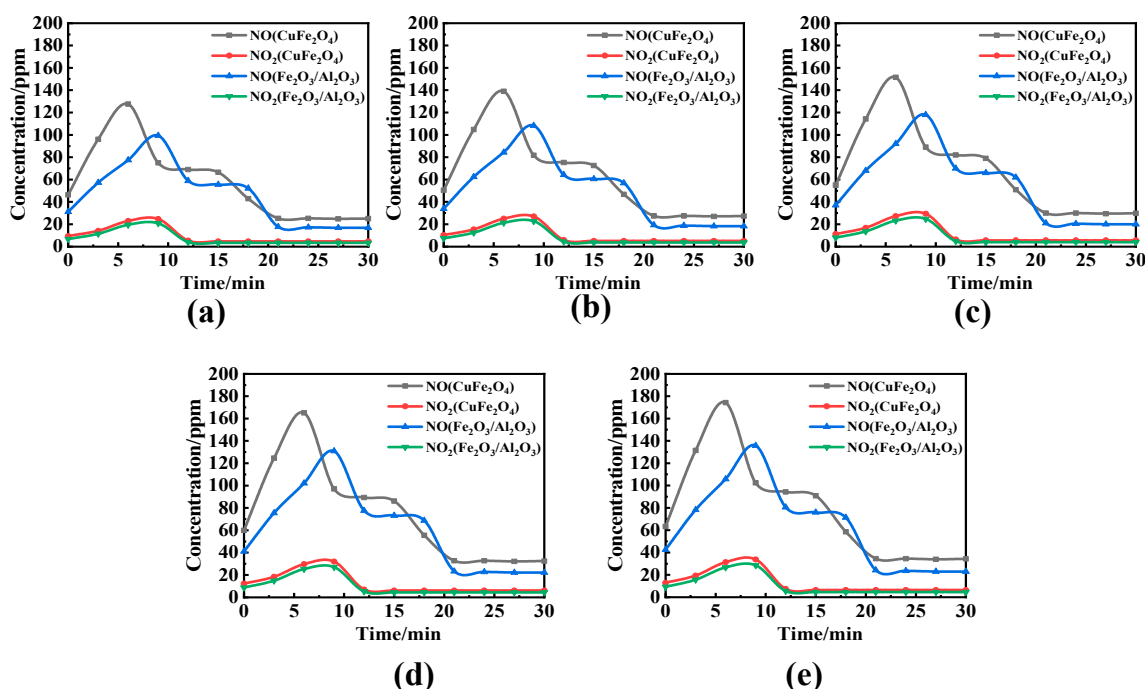 200
180
160
140
120
100
80
60
40
20
0
Concentration/ppm
NO(CuFe₂O₄)
NO₂(CuFe₂O₄)
NO(Fe₂O₃/Al₂O₃)
NO₂(Fe₂O₃/Al₂O₃)
0 5 10 15 20 25 30
Time/min
(a)
200
180
160
140
120
100
80
60
40
20
0
Concentration/ppm
NO(CuFe₂O₄)
NO₂(CuFe₂O₄)
NO(Fe₂O₃/Al₂O₃)
NO₂(Fe₂O₃/Al₂O₃)
0 5 10 15 20 25 30
Time/min
(b)
200
180
160
140
120
100
80
60
40
20
0
Concentration/ppm
NO(CuFe₂O₄)
NO₂(CuFe₂O₄)
NO(Fe₂O₃/Al₂O₃)
NO₂(Fe₂O₃/Al₂O₃)
0 5 10 15 20 25 30
Time/min
(c)
200
180
160
140
120
100
80
60
40
20
0
Concentration/ppm
NO(CuFe₂O₄)
NO₂(CuFe₂O₄)
NO(Fe₂O₃/Al₂O₃)
NO₂(Fe₂O₃/Al₂O₃)
0 5 10 15 20 25 30
Time/min
(d)
200
180
160
140
120
100
80
60
40
20
0
Concentration/ppm
NO(CuFe₂O₄)
NO₂(CuFe₂O₄)
NO(Fe₂O₃/Al₂O₃)
NO₂(Fe₂O₃/Al₂O₃)
0 5 10 15 20 25 30
Time/min
(e)